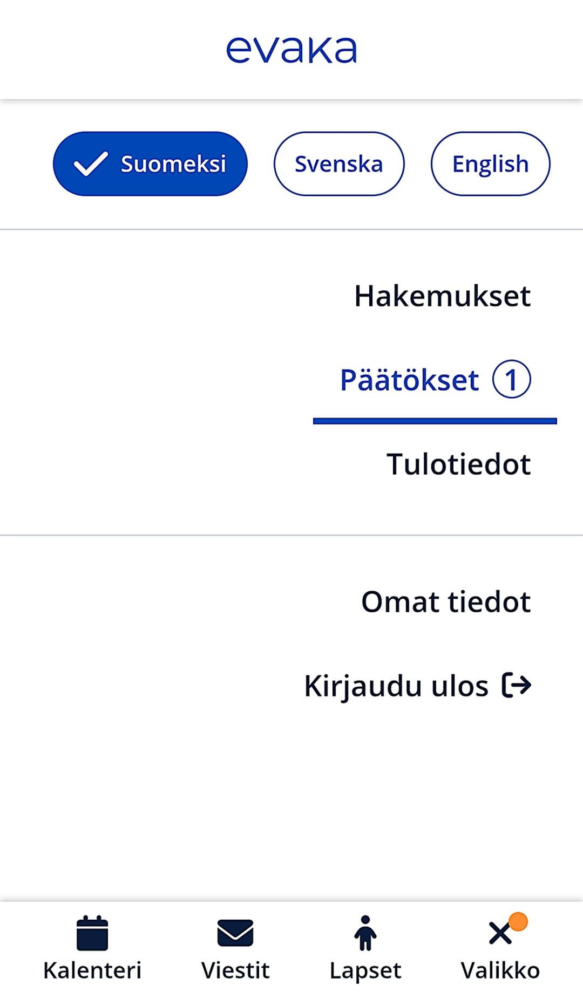 evaka
Suomeksi Svenska English
Hakemukset
Päätökset 1
Tulotiedot
Omat tiedot
Kirjaudu ulos
Kalenteri Viestit Lapset Valikko